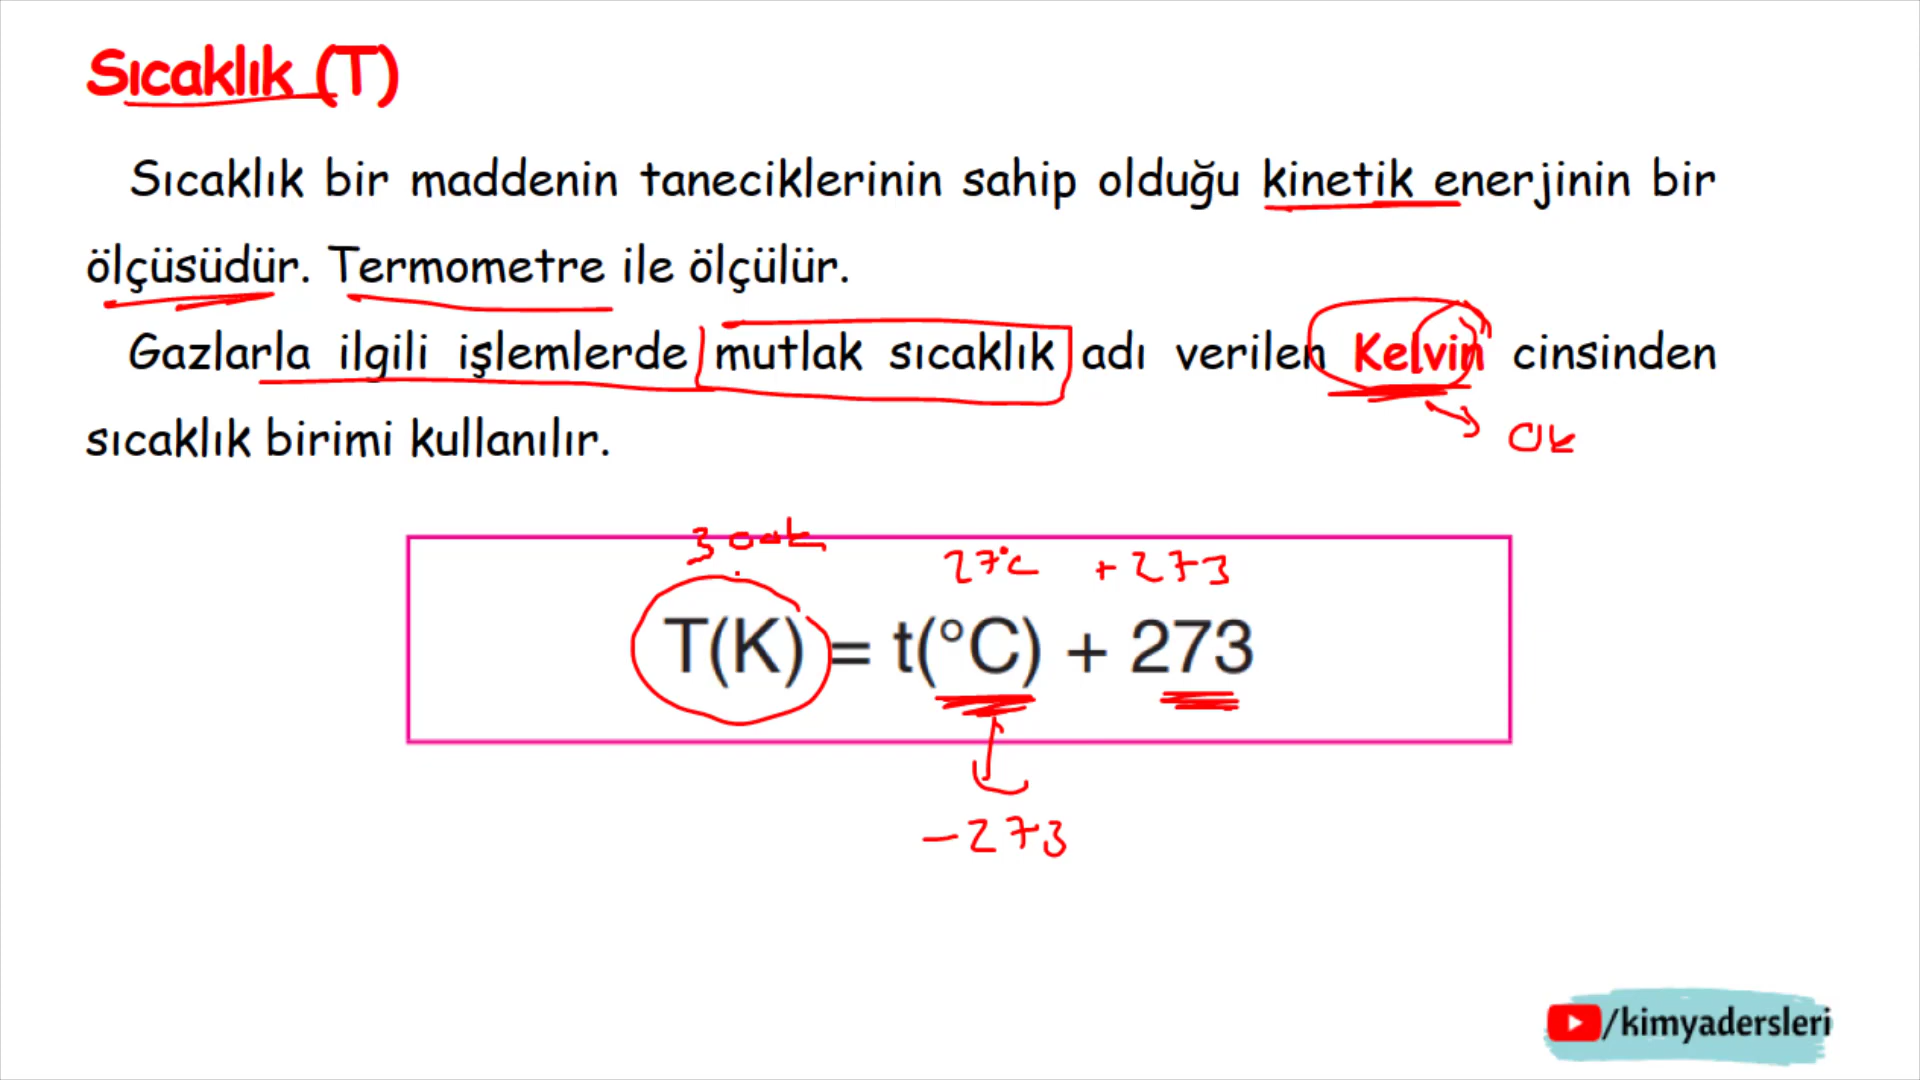 Sıcaklık (T)
Sıcaklık bir maddenin taneciklerinin sahip olduğu kinetik enerjinin bir
ölçüsüdür. Termometre ile ölçülür.
Gazlarla ilgili işlemlerde mutlak sıcaklık adı verilen Kelvin cinsinden
sıcaklık birimi kullanılır.
0K
300K 27°C + 273
T(K) = t(°C) + 273
-273
/kimyadersleri